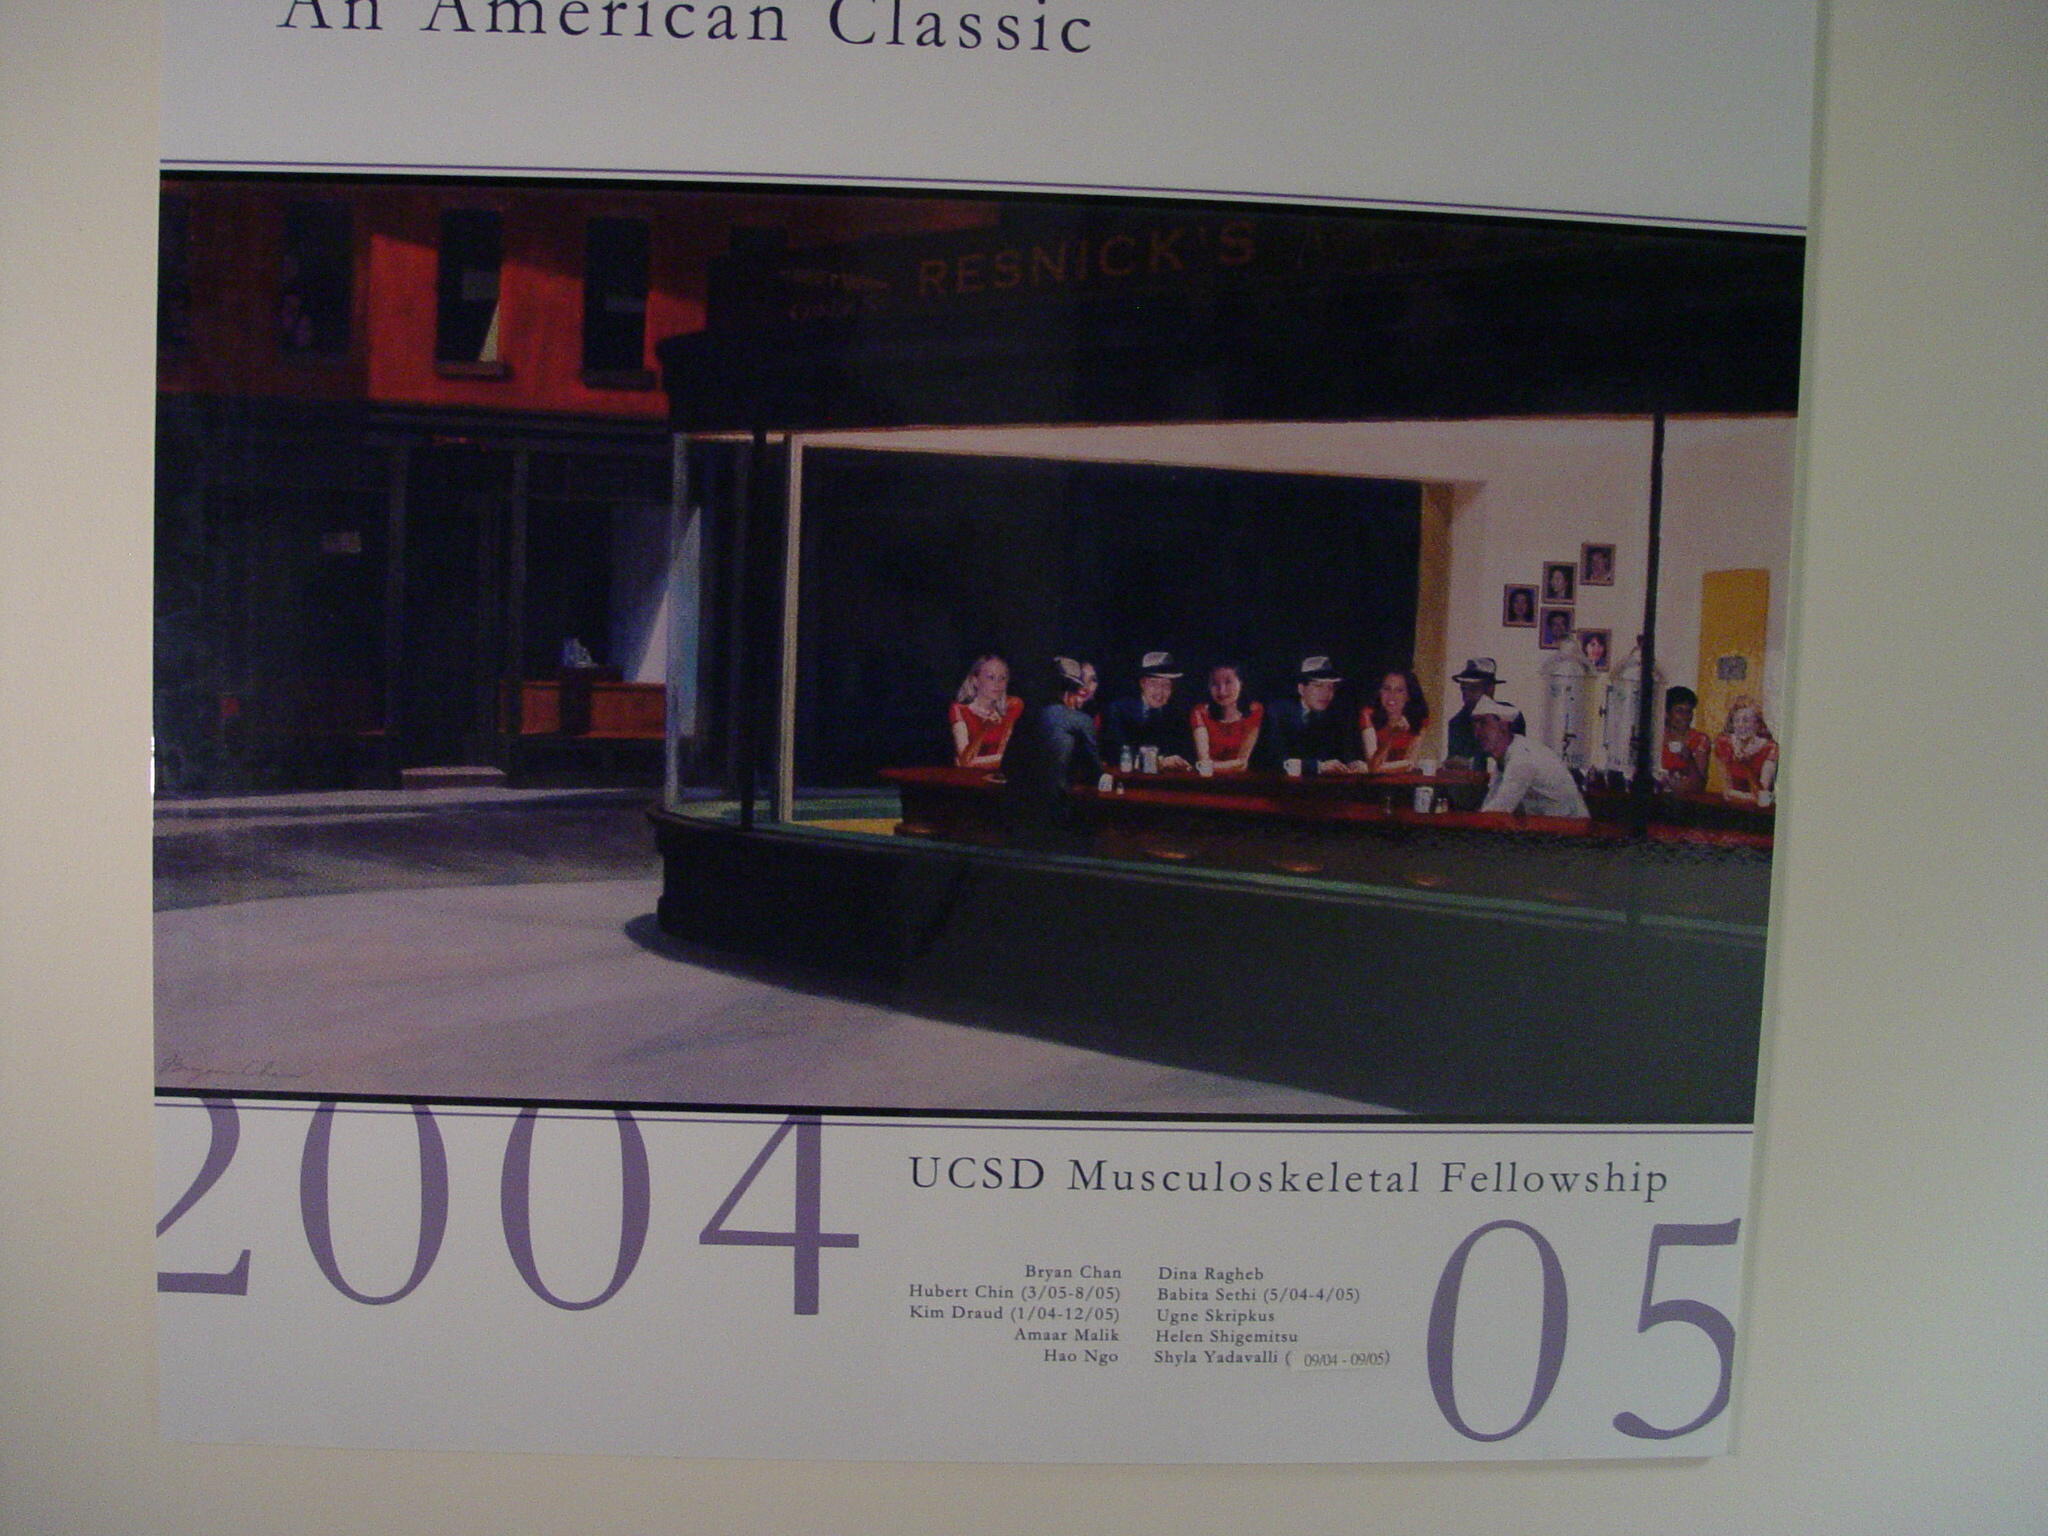 An American Classic
RESNICK'S
Bryan Chan
2004
UCSD Musculoskeletal Fellowship
05
Bryan Chan
Hubert Chin (3/05-8/05)
Kim Draud (1/04-12/05)
Amaar Malik
Hao Ngo
Dina Ragheb
Babita Sethi (5/04-4/05)
Ugne Skripkus
Helen Shigemitsu
Shyla Yadavalli ( 09/04 - 09/05)